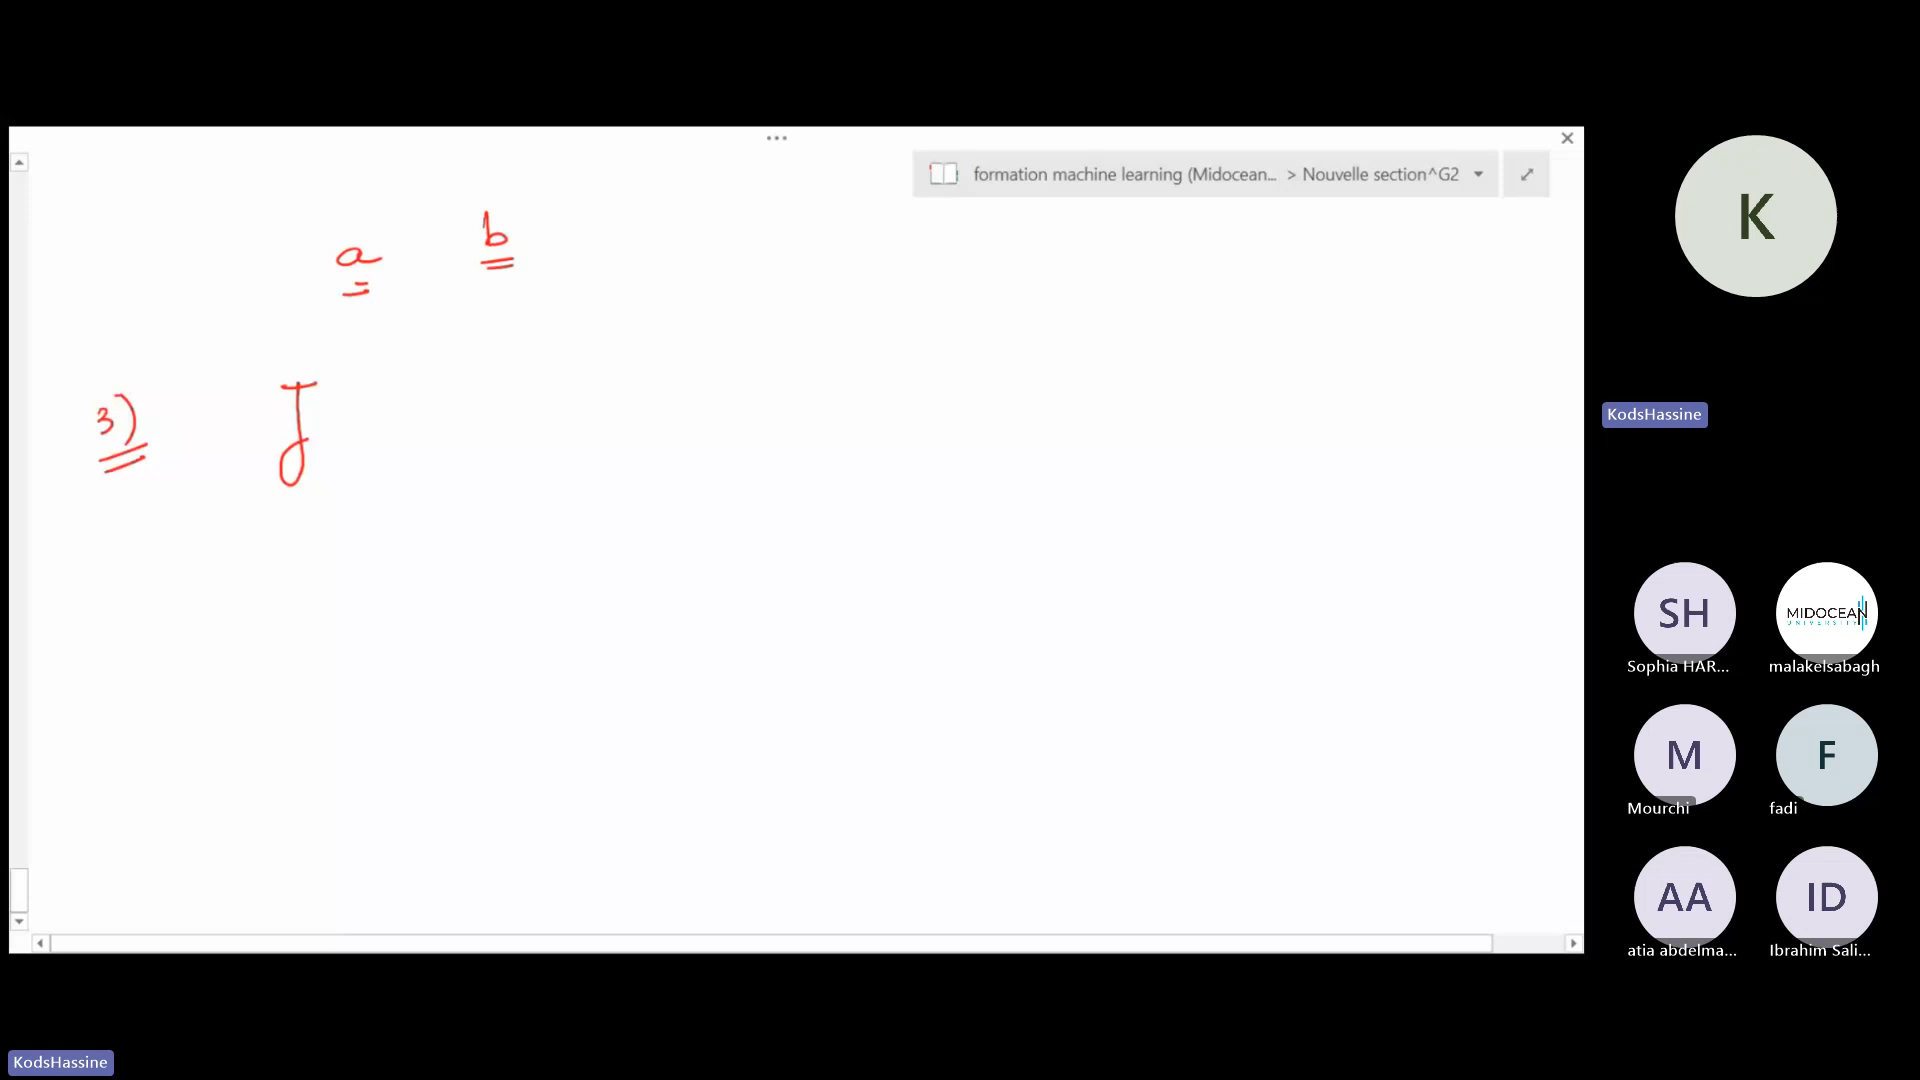 formation machine learning (Midocean... > Nouvelle section^G2
a b
3) J
K
KodsHassine
SH
Sophia HAR...
MIDOCEAN
UNIVERSITY
malakelsabagh
M
Mourchi
F
fadi
AA
atia abdelma...
ID
Ibrahim Sali...
KodsHassine